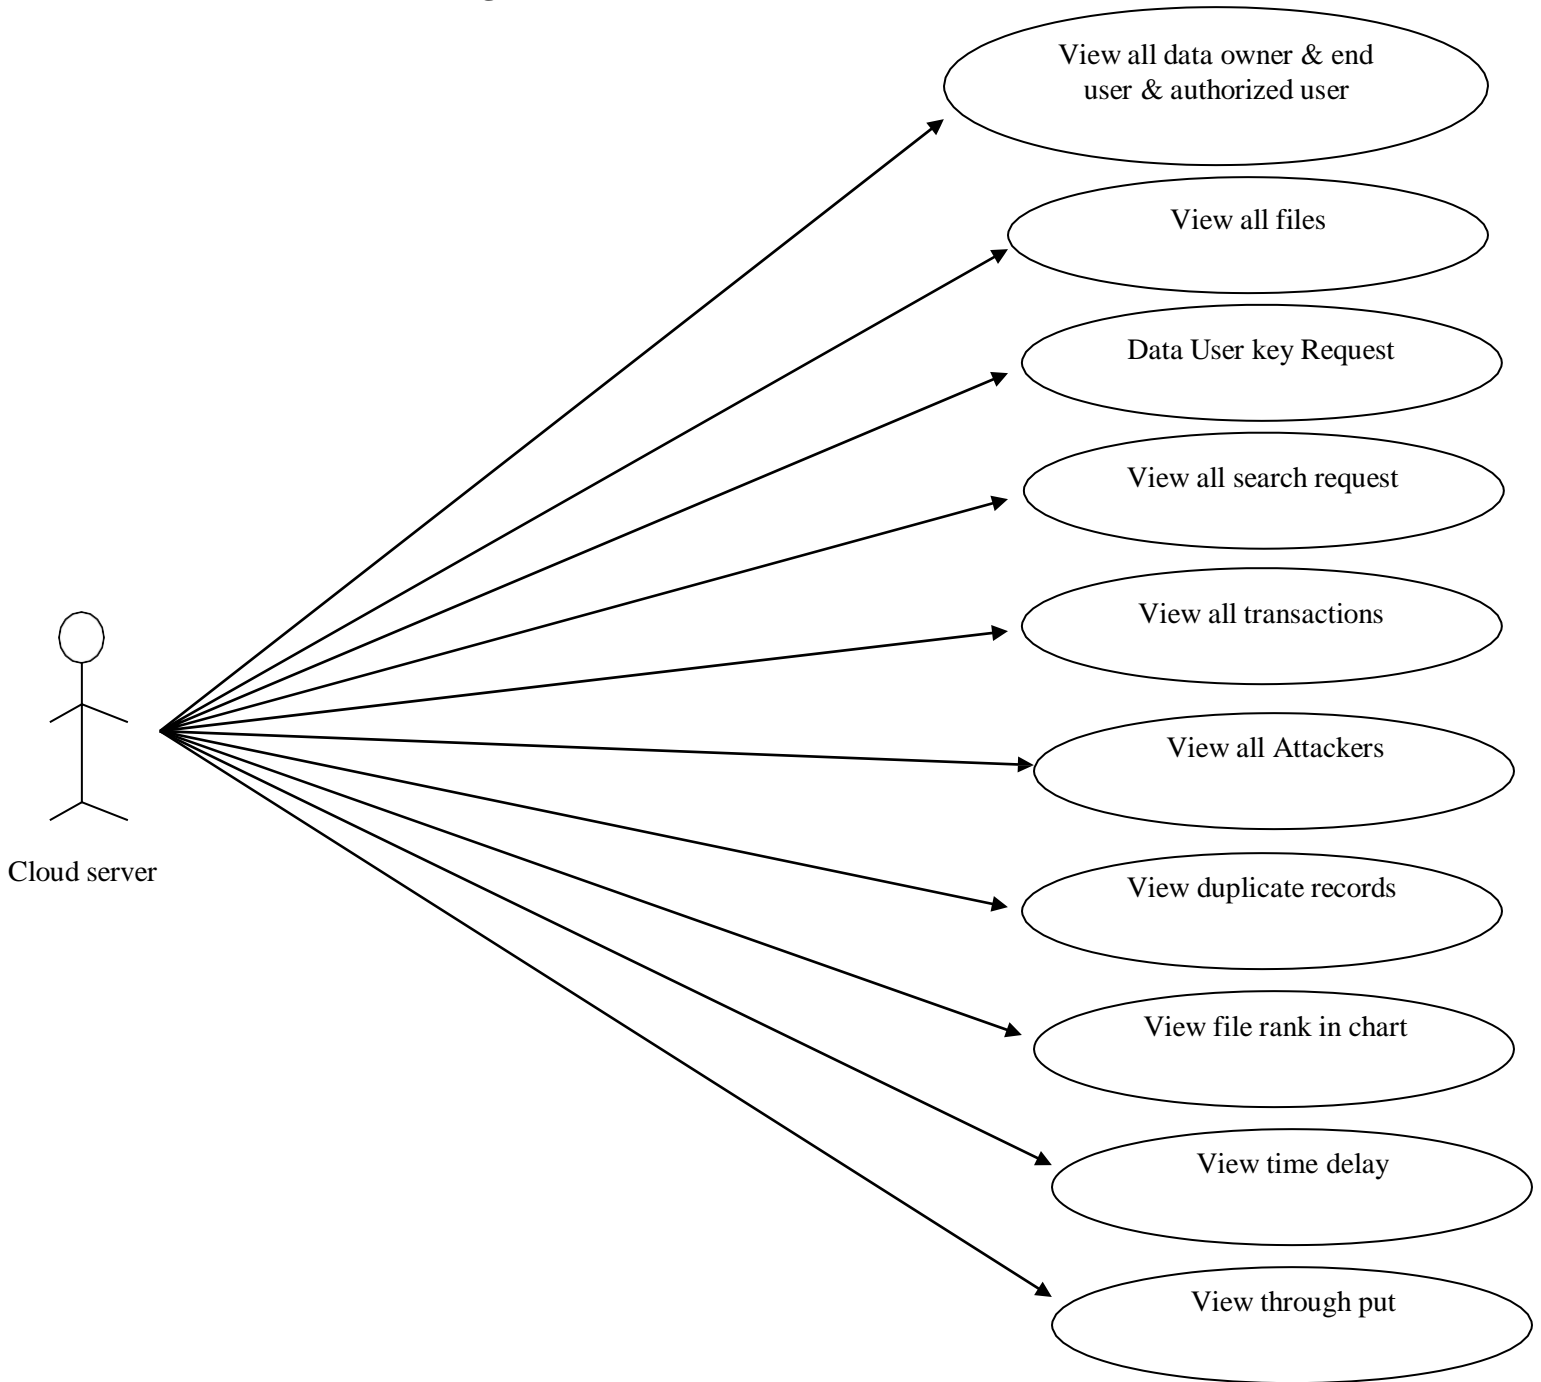 View all data owner & end
user & authorized user
View all files
Data User key Request
View all search request
View all transactions
View all Attackers
Cloud server
View duplicate records
View file rank in chart
View time delay
View through put